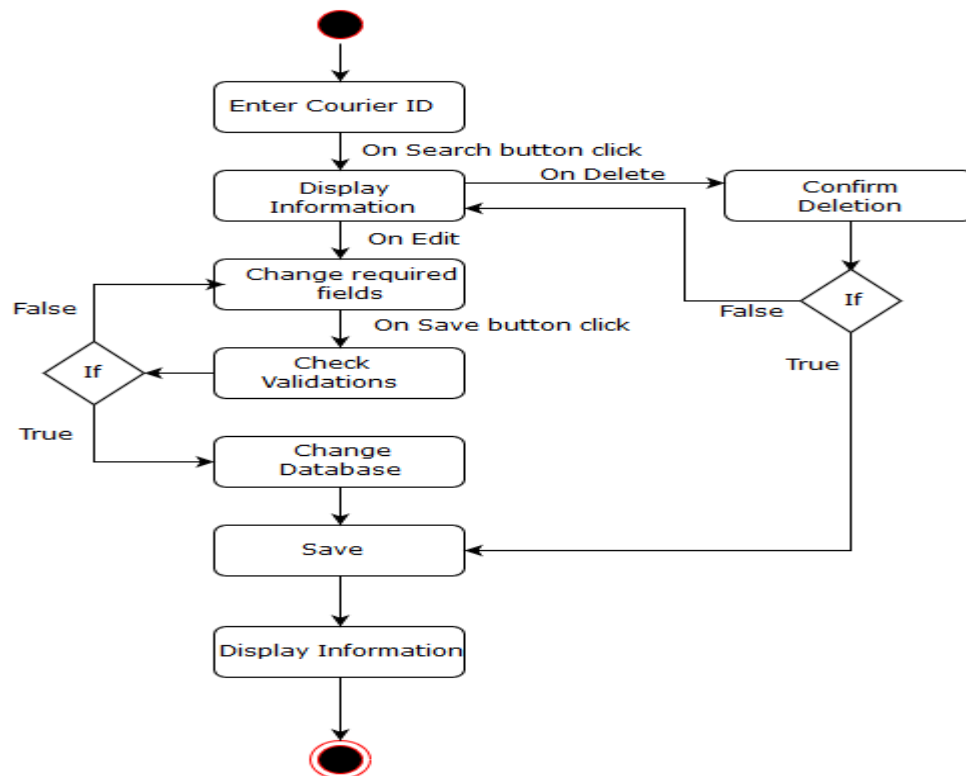 Enter Courier ID
On Search button click
Display
Information
On Delete
Confirm
Deletion
On Edit
Change required
fields
False
If
False
On Save button click
True
Check
Validations
If
True
Change
Database
Save
Display Information